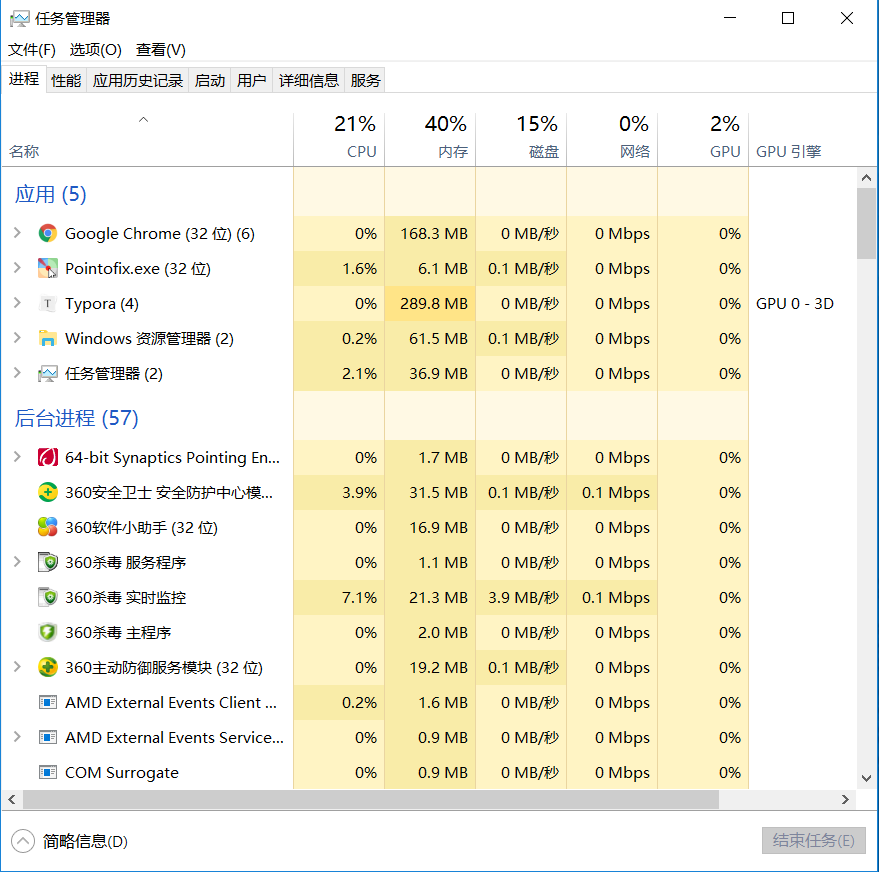 任务管理器
文件(F) 选项(O) 查看(V)
进程 性能 应用历史记录 启动 用户 详细信息 服务
21% 40% 15% 0% 2%
名称 CPU 内存 磁盘 网络 GPU GPU 引擎
应用 (5)
Google Chrome (32 位) (6) 0% 168.3 MB 0 MB/秒 0 Mbps 0%
Pointofix.exe (32 位) 1.6% 6.1 MB 0.1 MB/秒 0 Mbps 0%
T Typora (4) 0% 289.8 MB 0 MB/秒 0 Mbps 0% GPU 0 - 3D
Windows 资源管理器 (2) 0.2% 61.5 MB 0.1 MB/秒 0 Mbps 0%
任务管理器 (2) 2.1% 36.9 MB 0 MB/秒 0 Mbps 0%
后台进程 (57)
64-bit Synaptics Pointing En... 0% 1.7 MB 0 MB/秒 0 Mbps 0%
360安全卫士 安全防护中心模... 3.9% 31.5 MB 0.1 MB/秒 0.1 Mbps 0%
360软件小助手 (32 位) 0% 16.9 MB 0 MB/秒 0 Mbps 0%
360杀毒 服务程序 0% 1.1 MB 0 MB/秒 0 Mbps 0%
360杀毒 实时监控 7.1% 21.3 MB 3.9 MB/秒 0.1 Mbps 0%
360杀毒 主程序 0% 2.0 MB 0 MB/秒 0 Mbps 0%
360主动防御服务模块 (32 位) 0% 19.2 MB 0.1 MB/秒 0 Mbps 0%
AMD External Events Client ... 0.2% 1.6 MB 0 MB/秒 0 Mbps 0%
AMD External Events Service... 0% 0.9 MB 0 MB/秒 0 Mbps 0%
COM Surrogate 0% 0.9 MB 0 MB/秒 0 Mbps 0%
简略信息(D) 结束任务(E)